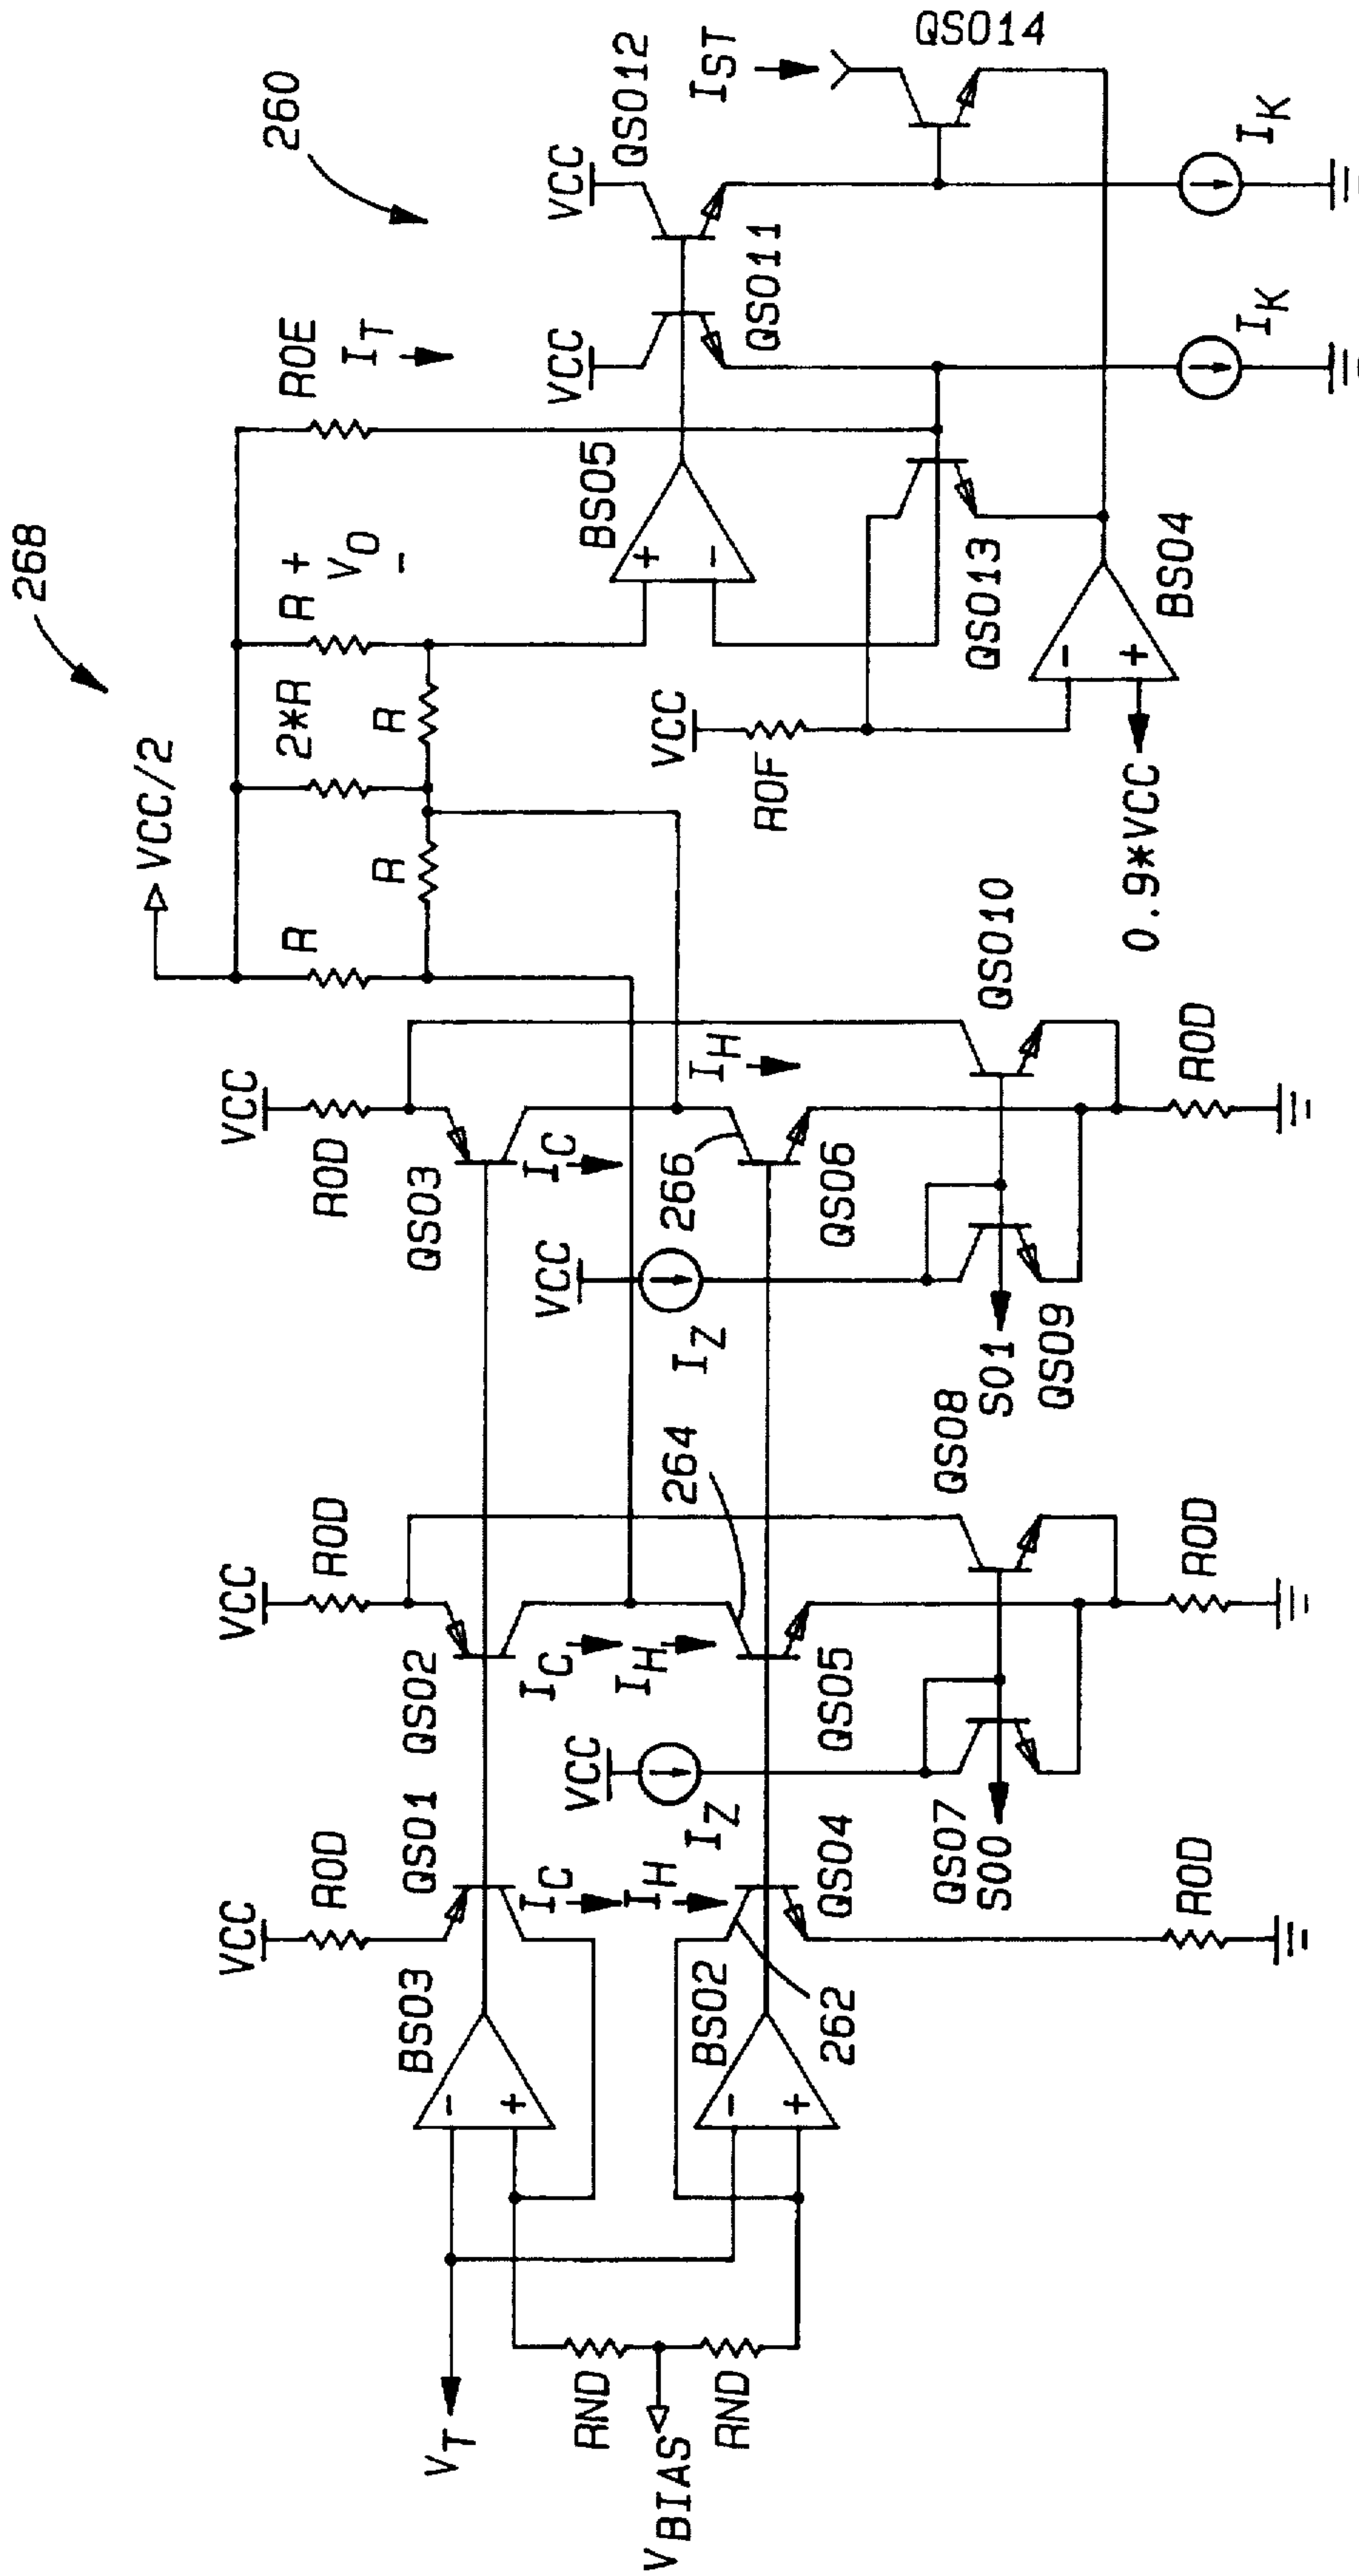 268
260
VCC/2
R
2*R
R +
V0
-
ROE
IT
R
R
VCC
QS012
VCC
QS011
IST
QS014
BS05
+
-
VCC
ROF
QS013
-
+
BS04
0.9*VCC
IK
IK
VCC
ROD
VCC
ROD
VCC
ROD
BS03
-
+
QS01
QS02
QS03
IC
IC
IC
IH
IH
IH
VCC
IZ
VCC
IZ
264
266
BS02
-
+
262
QS04
QS05
QS06
QS07
S00
QS08
S01
QS09
QS010
ROD
ROD
ROD
VT
RND
RND
VBIAS